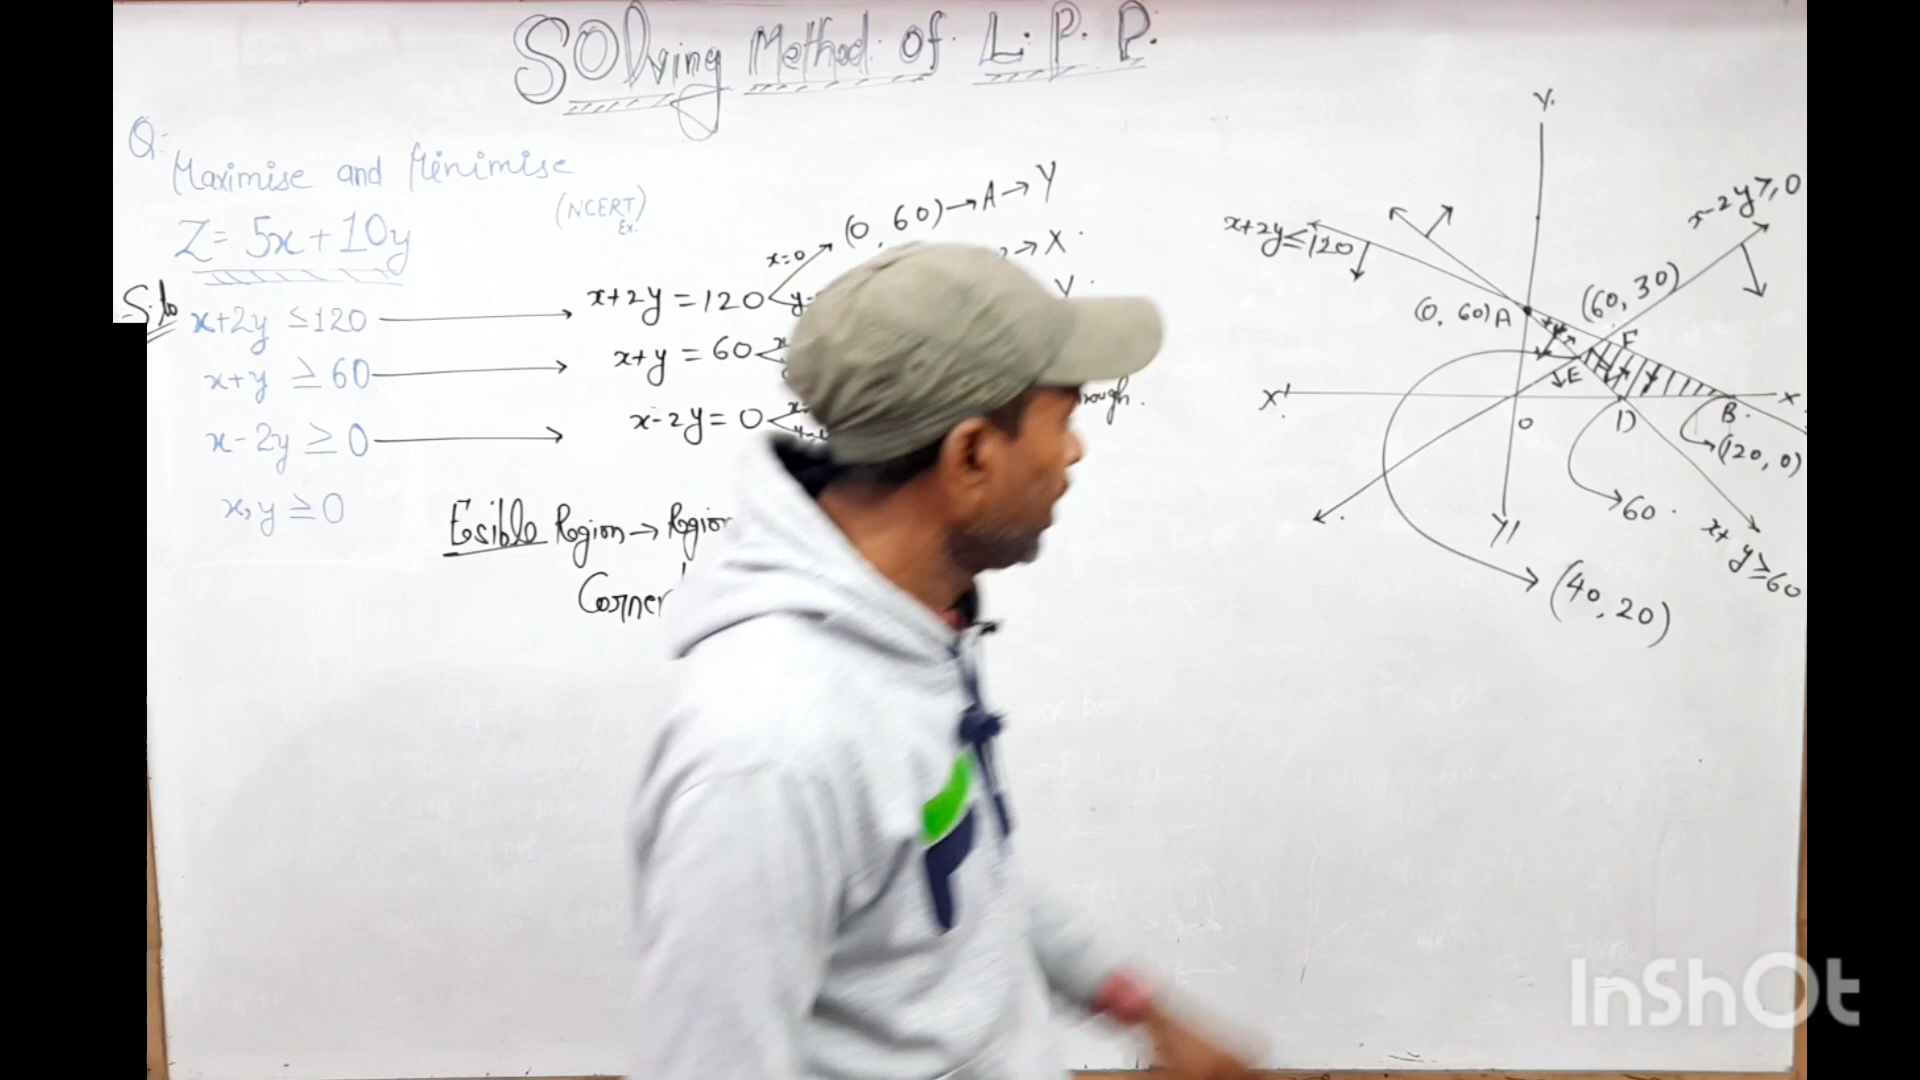 SOlving Method of L.P.P.
Q: Maximise and Minimise
(NCERT)
Ex.
Z = 5x+10y
S.to x+2y ≤120 → x+2y = 120
x=0 (0, 60)→A→Y
→X
Y
x+y ≥60 → x+y = 60
x-2y ≥0 → x-2y = 0
x, y ≥0
Esible Region → Region
Corner
Y
x-2y≥0
x+2y≤120
(60, 30)
(0, 60)A
F
E
X'
X
O
D
B
(120, 0)
60
Y'
x+y≥60
(40, 20)
InShOt